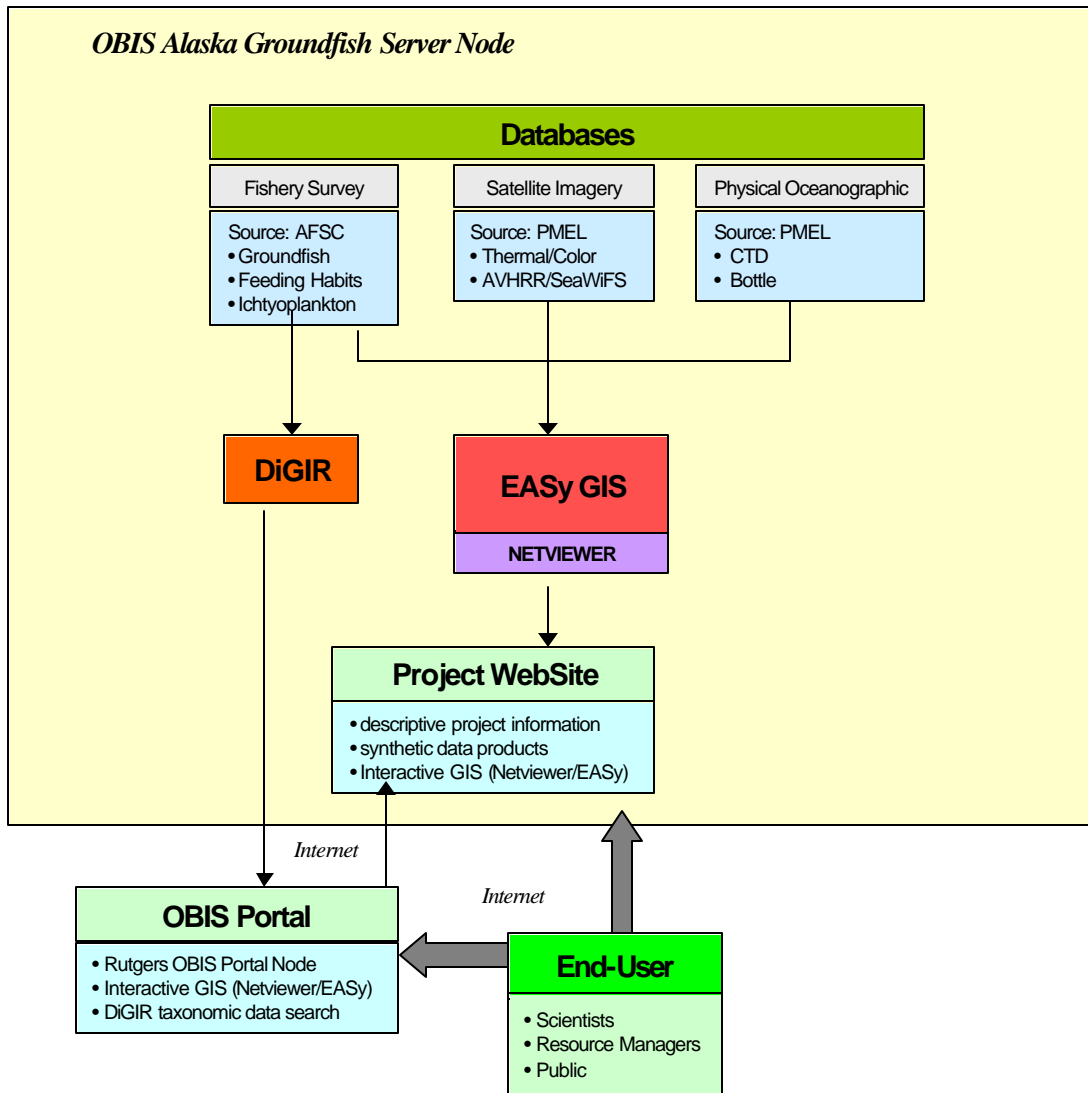 OBIS Alaska Groundfish Server Node
Databases
Fishery Survey
Source: AFSC
• Groundfish
• Feeding Habits
• Ichtyoplankton
Satellite Imagery
Source: PMEL
• Thermal/Color
• AVHRR/SeaWiFS
Physical Oceanographic
Source: PMEL
• CTD
• Bottle
DiGIR
EASy GIS
NETVIEWER
Project WebSite
• descriptive project information
• synthetic data products
• Interactive GIS (Netviewer/EASy)
Internet
Internet
OBIS Portal
• Rutgers OBIS Portal Node
• Interactive GIS (Netviewer/EASy)
• DiGIR taxonomic data search
End-User
• Scientists
• Resource Managers
• Public